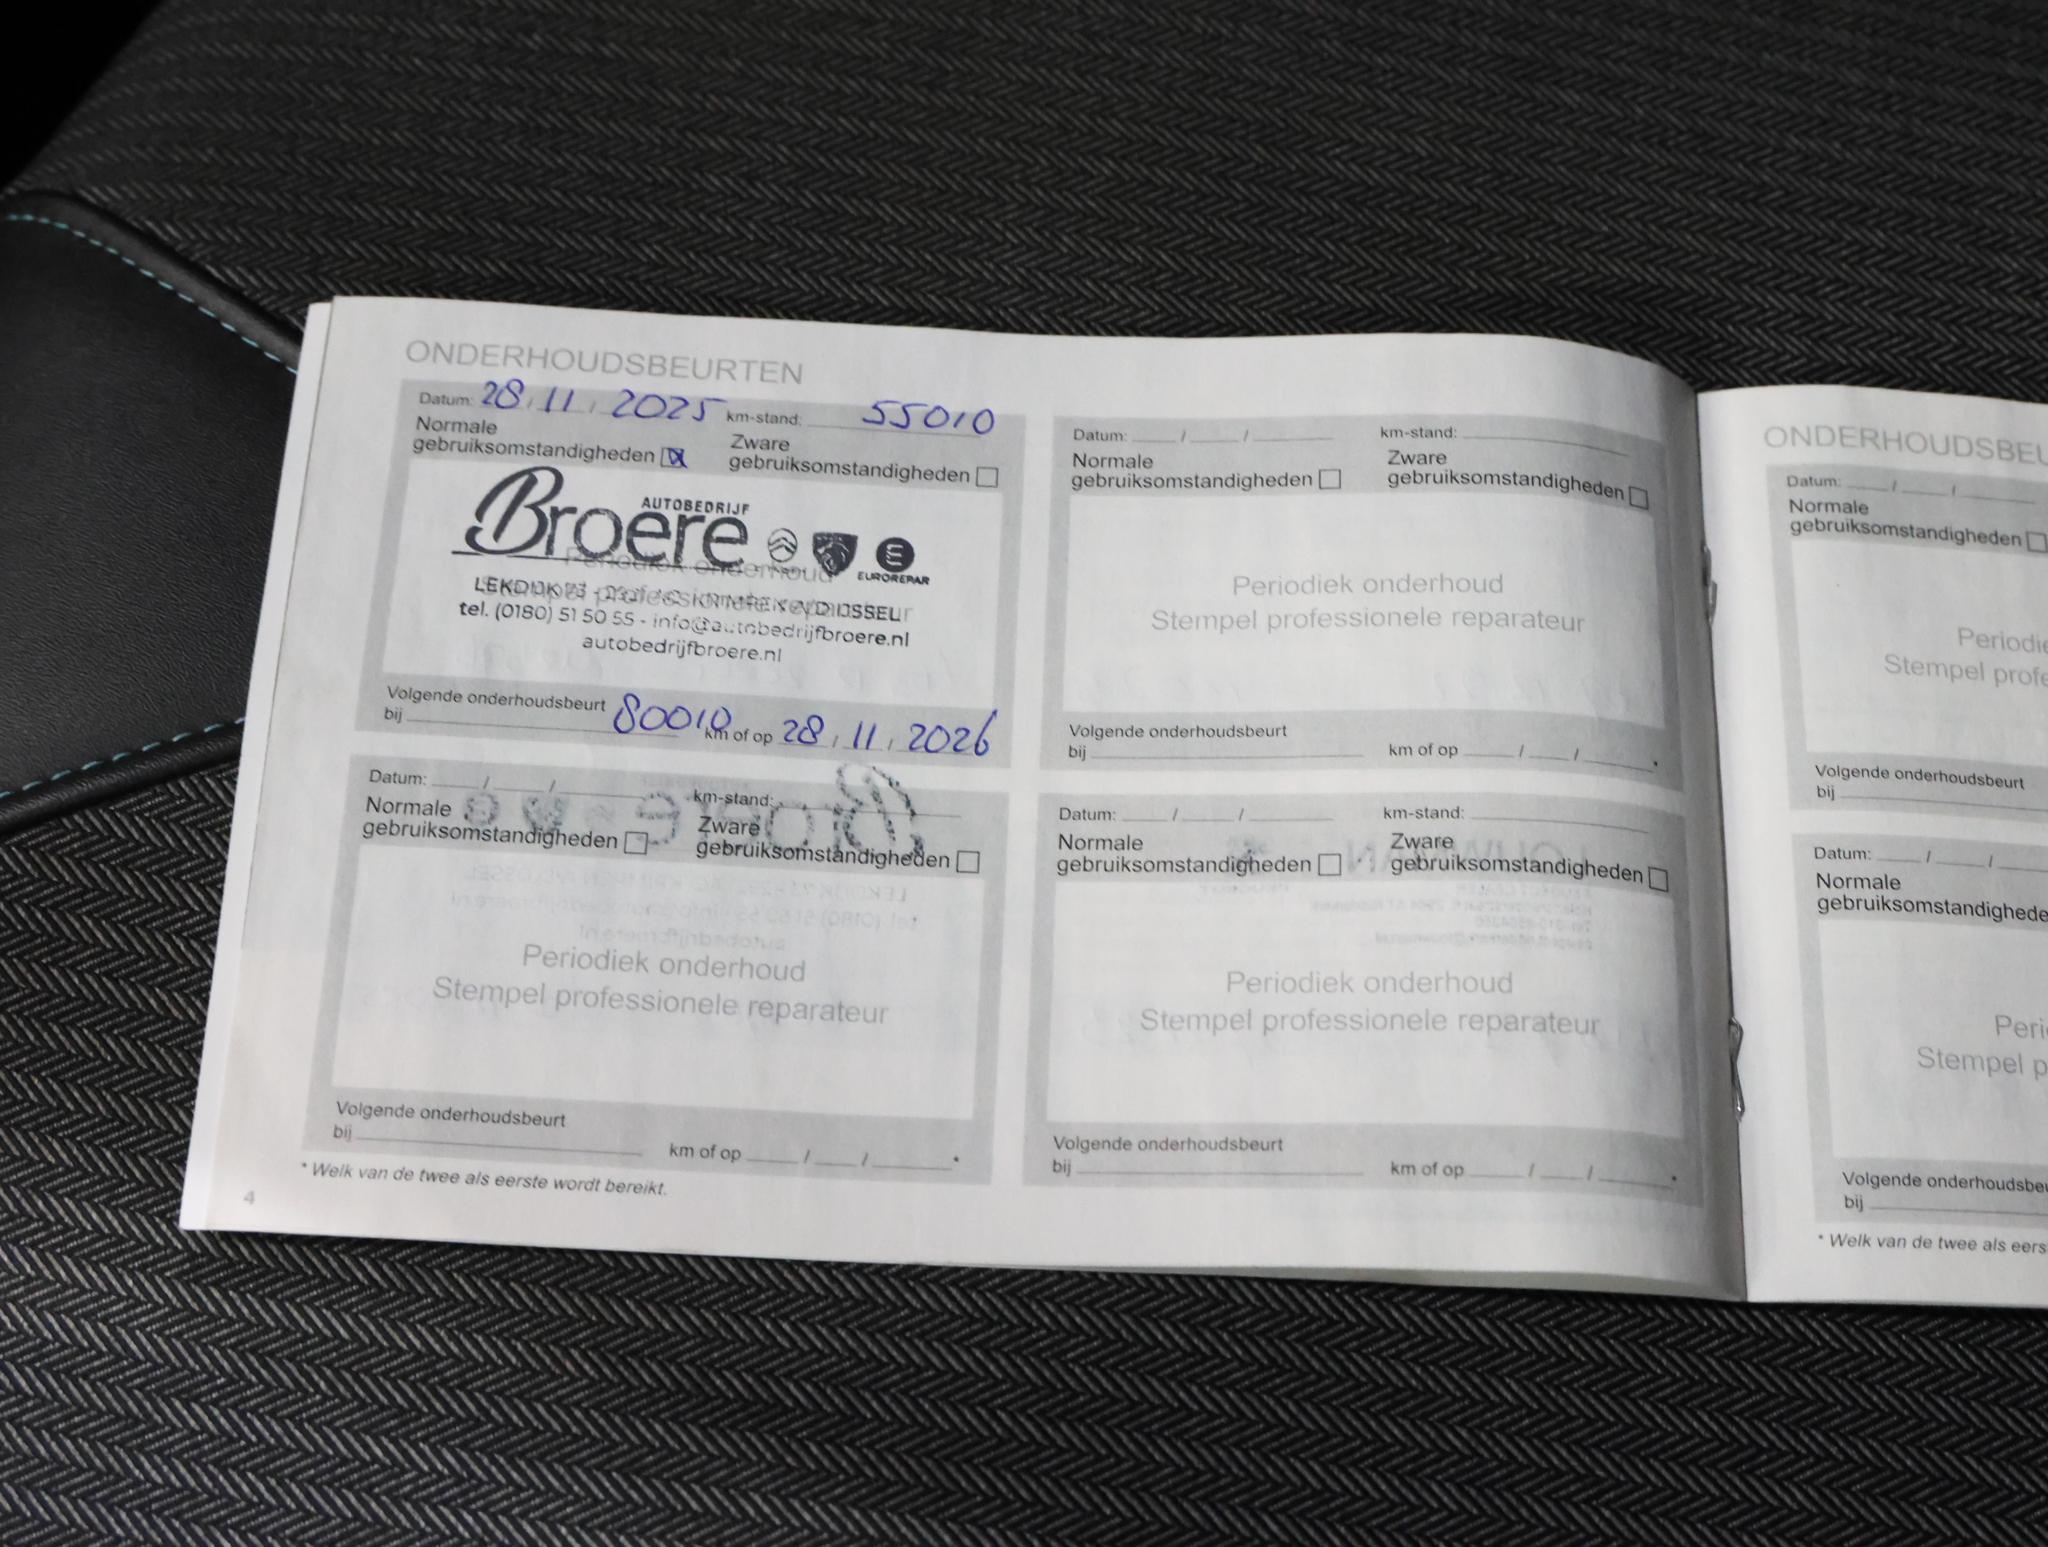 ONDERHOUDSBEURTEN
Datum: 28 / 11 / 2025 km-stand: 55010
Normale gebruiksomstandigheden ☒ Zware gebruiksomstandigheden ☐
AUTOBEDRIJF
Broere
EUROREPAR
Periodiek onderhoud
LEKDIJK
IJSSEL
tel. (0180) 51 50 55 - info@autobedrijfbroere.nl
autobedrijfbroere.nl
Volgende onderhoudsbeurt
bij 80010 km of op 28 / 11 / 2026
Datum: / / km-stand:
Normale gebruiksomstandigheden ☐ Zware gebruiksomstandigheden ☐
Periodiek onderhoud
Stempel professionele reparateur
Volgende onderhoudsbeurt
bij km of op / / *
* Welk van de twee als eerste wordt bereikt.
4
Datum: / / km-stand:
Normale gebruiksomstandigheden ☐ Zware gebruiksomstandigheden ☐
Periodiek onderhoud
Stempel professionele reparateur
Volgende onderhoudsbeurt
bij km of op / / *
Datum: / / km-stand:
Normale gebruiksomstandigheden ☐ Zware gebruiksomstandigheden ☐
Periodiek onderhoud
Stempel professionele reparateur
Volgende onderhoudsbeurt
bij km of op / / *
ONDERHOUDSBEU
Datum: / /
Normale
gebruiksomstandigheden ☐
Periodie
Stempel profe
Volgende onderhoudsbeurt
bij
Datum: / /
Normale
gebruiksomstandighede
Peri
Stempel p
Volgende onderhoudsbeu
bij
* Welk van de twee als eers